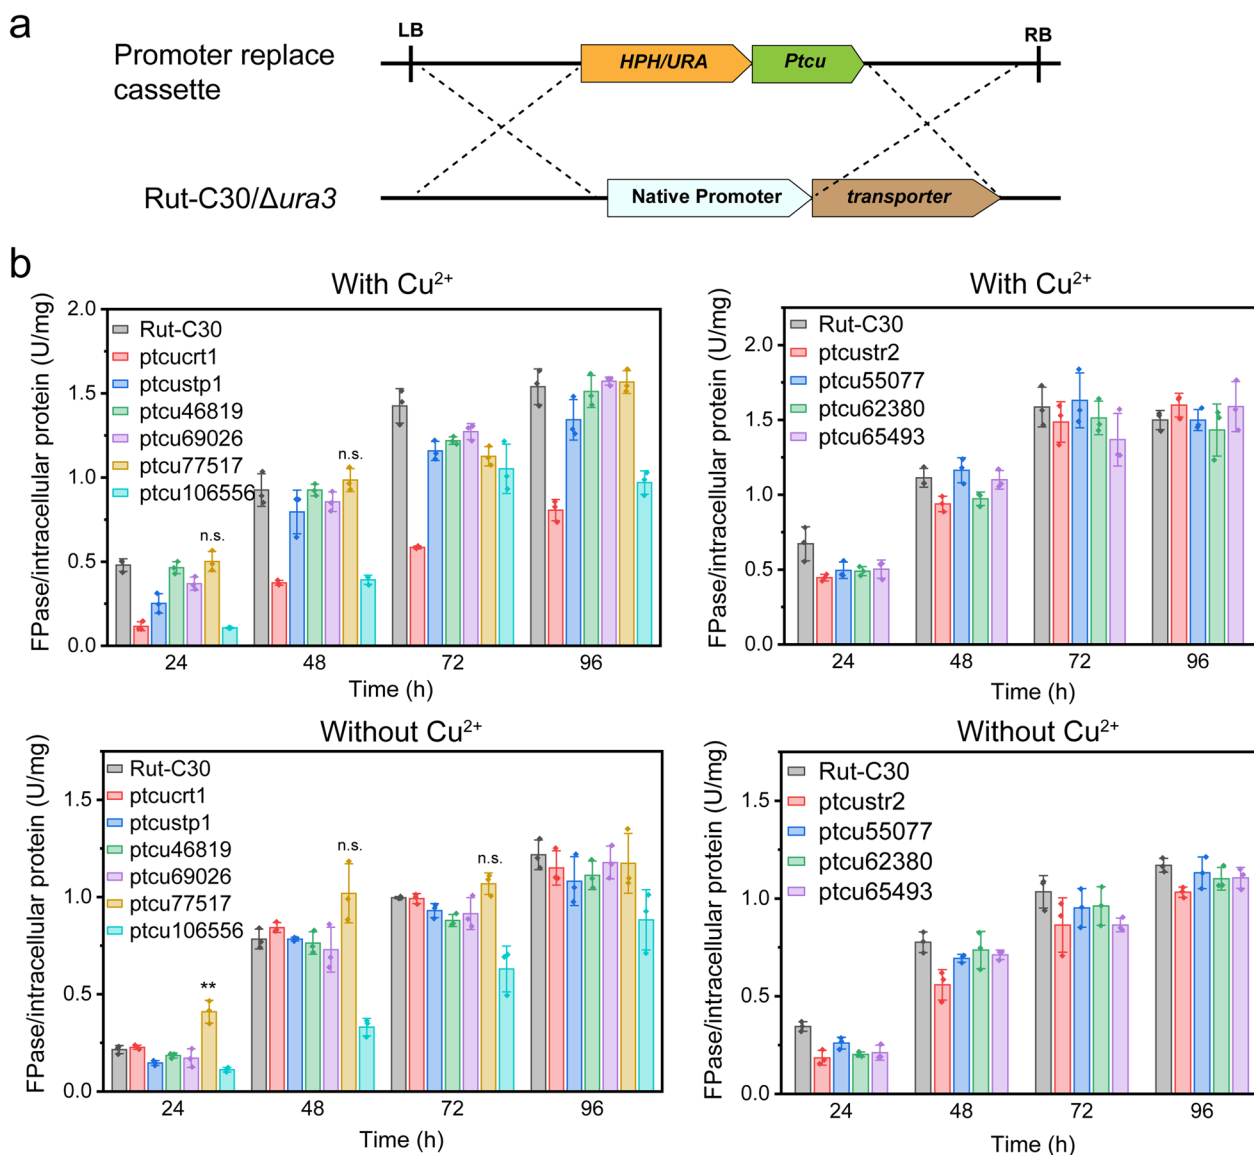 a
LB
RB
Promoter replace
cassette
HPH/URA
Ptcu
Rut-C30/Δura3
Native Promoter
transporter
b
With Cu²⁺
FPase/intracellular protein (U/mg)
2.0
1.5
1.0
0.5
0.0
Rut-C30
ptcucrt1
ptcustp1
ptcu46819
ptcu69026
ptcu77517
ptcu106556
n.s.
n.s.
24
48
72
96
Time (h)
With Cu²⁺
FPase/intracellular protein (U/mg)
2.0
1.5
1.0
0.5
0.0
Rut-C30
ptcustr2
ptcu55077
ptcu62380
ptcu65493
24
48
72
96
Time (h)
Without Cu²⁺
FPase/intracellular protein (U/mg)
1.5
1.0
0.5
0.0
Rut-C30
ptcucrt1
ptcustp1
ptcu46819
ptcu69026
ptcu77517
ptcu106556
**
n.s.
n.s.
24
48
72
96
Time (h)
Without Cu²⁺
FPase/intracellular protein (U/mg)
1.5
1.0
0.5
0.0
Rut-C30
ptcustr2
ptcu55077
ptcu62380
ptcu65493
24
48
72
96
Time (h)